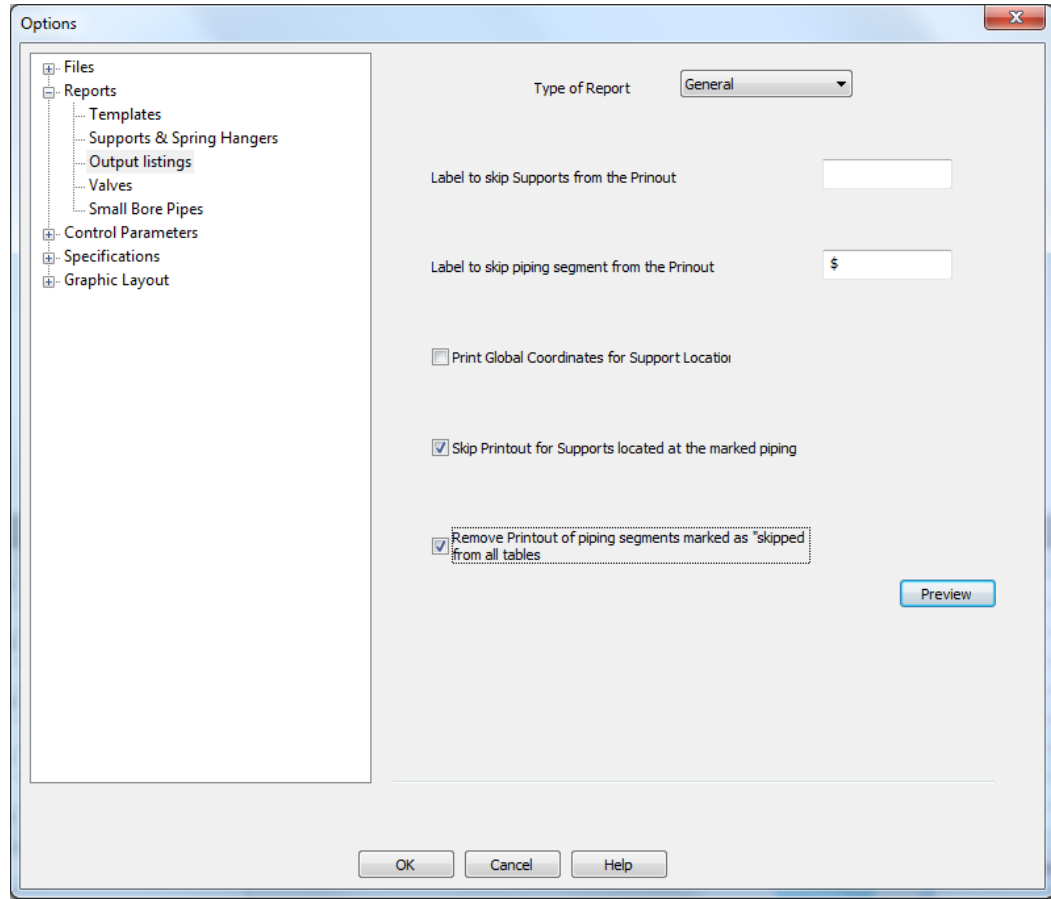 Options
x
Files
Reports
Templates
Supports & Spring Hangers
Output listings
Valves
Small Bore Pipes
Control Parameters
Specifications
Graphic Layout
Type of Report
General
Label to skip Supports from the Prinout
Label to skip piping segment from the Prinout
$
Print Global Coordinates for Support Location
Skip Printout for Supports located at the marked piping
Remove Printout of piping segments marked as "skipped
from all tables
Preview
OK
Cancel
Help